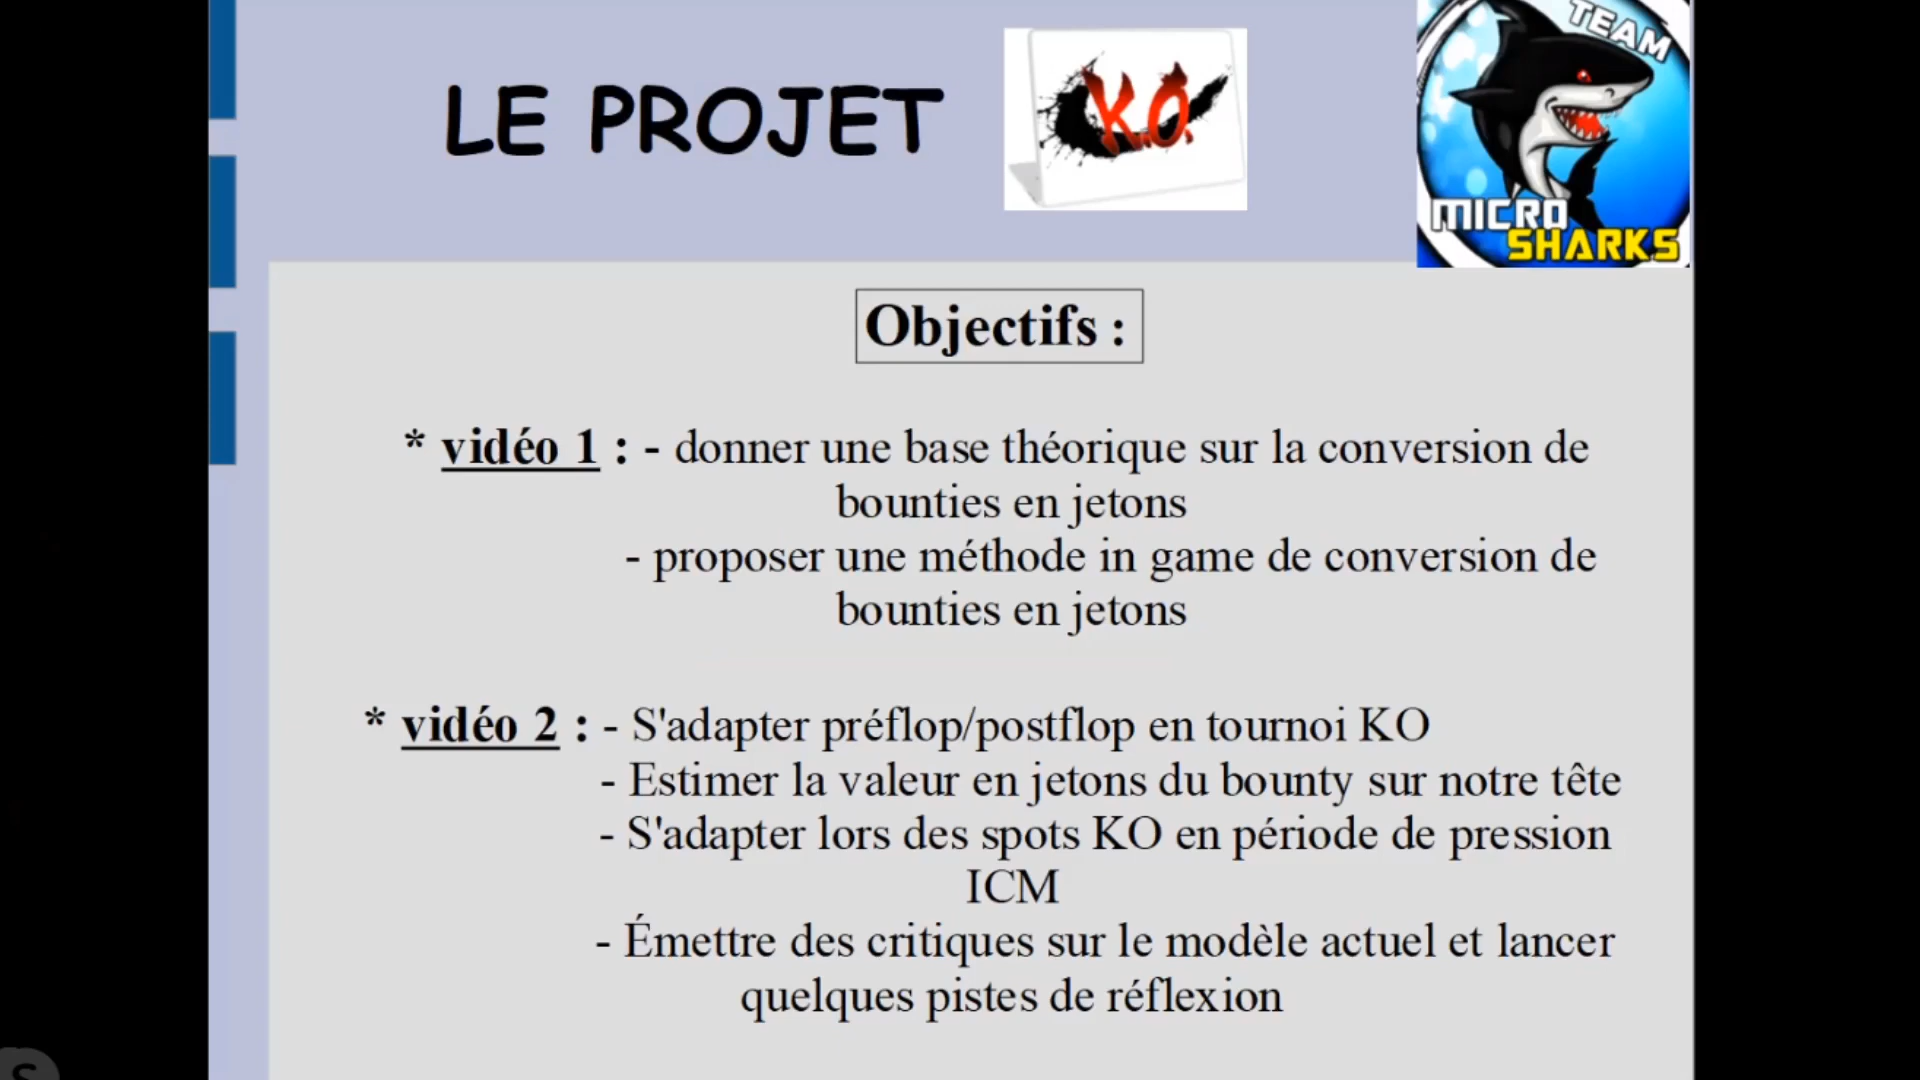 LE PROJET
K.O.
TEAM
MICRO
SHARKS
Objectifs :
* vidéo 1 : - donner une base théorique sur la conversion de
bounties en jetons
- proposer une méthode in game de conversion de
bounties en jetons
* vidéo 2 : - S'adapter préflop/postflop en tournoi KO
- Estimer la valeur en jetons du bounty sur notre tête
- S'adapter lors des spots KO en période de pression
ICM
- Émettre des critiques sur le modèle actuel et lancer
quelques pistes de réflexion
S